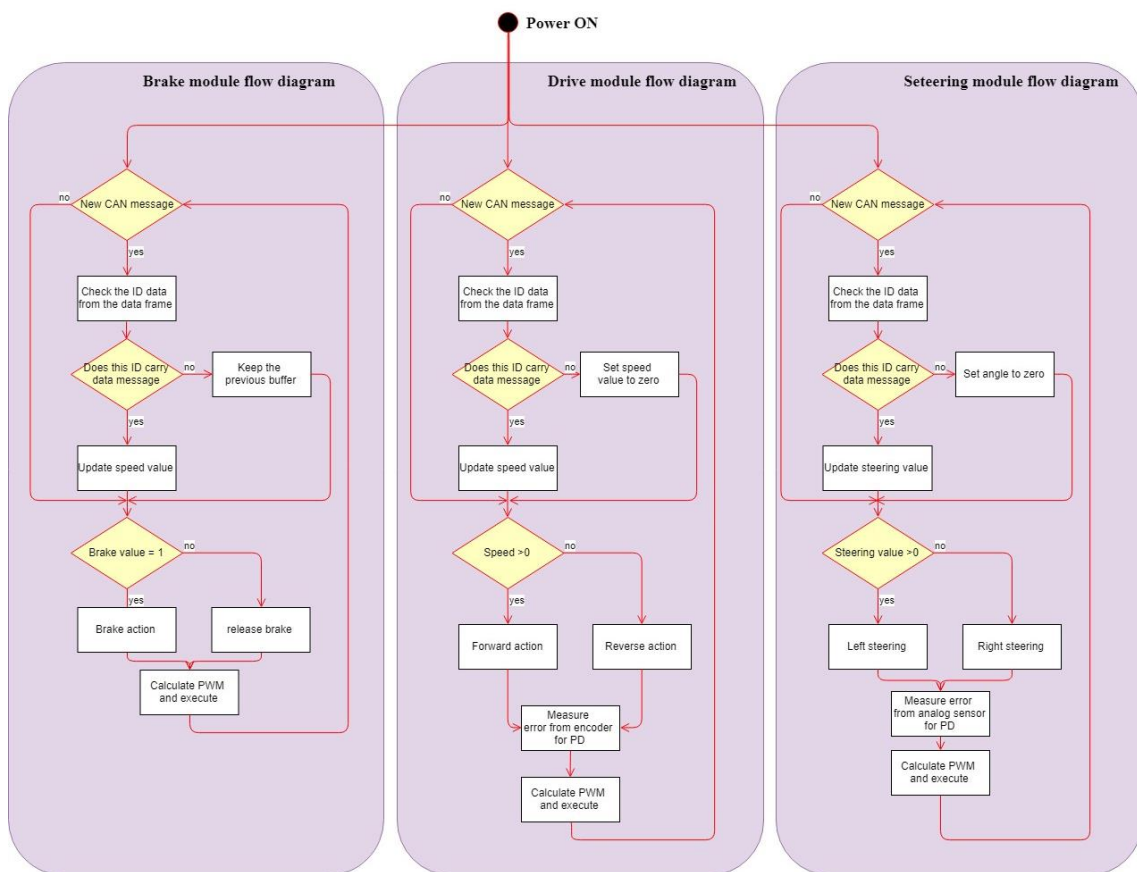 Power ON
Brake module flow diagram
New CAN message
no
yes
Check the ID data
from the data frame
Does this ID carry
data message
no
Keep the
previous buffer
yes
Update speed value
Brake value = 1
no
yes
Brake action
release brake
Calculate PWM
and execute
Drive module flow diagram
New CAN message
no
yes
Check the ID data
from the data frame
Does this ID carry
data message
no
Set speed
value to zero
yes
Update speed value
Speed >0
no
yes
Forward action
Reverse action
Measure
error from encoder
for PD
Calculate PWM
and execute
Seteering module flow diagram
New CAN message
no
yes
Check the ID data
from the data frame
Does this ID carry
data message
no
Set angle to zero
yes
Update steering value
Steering value >0
no
yes
Left steering
Right steering
Measure error
from analog sensor
for PD
Calculate PWM
and execute